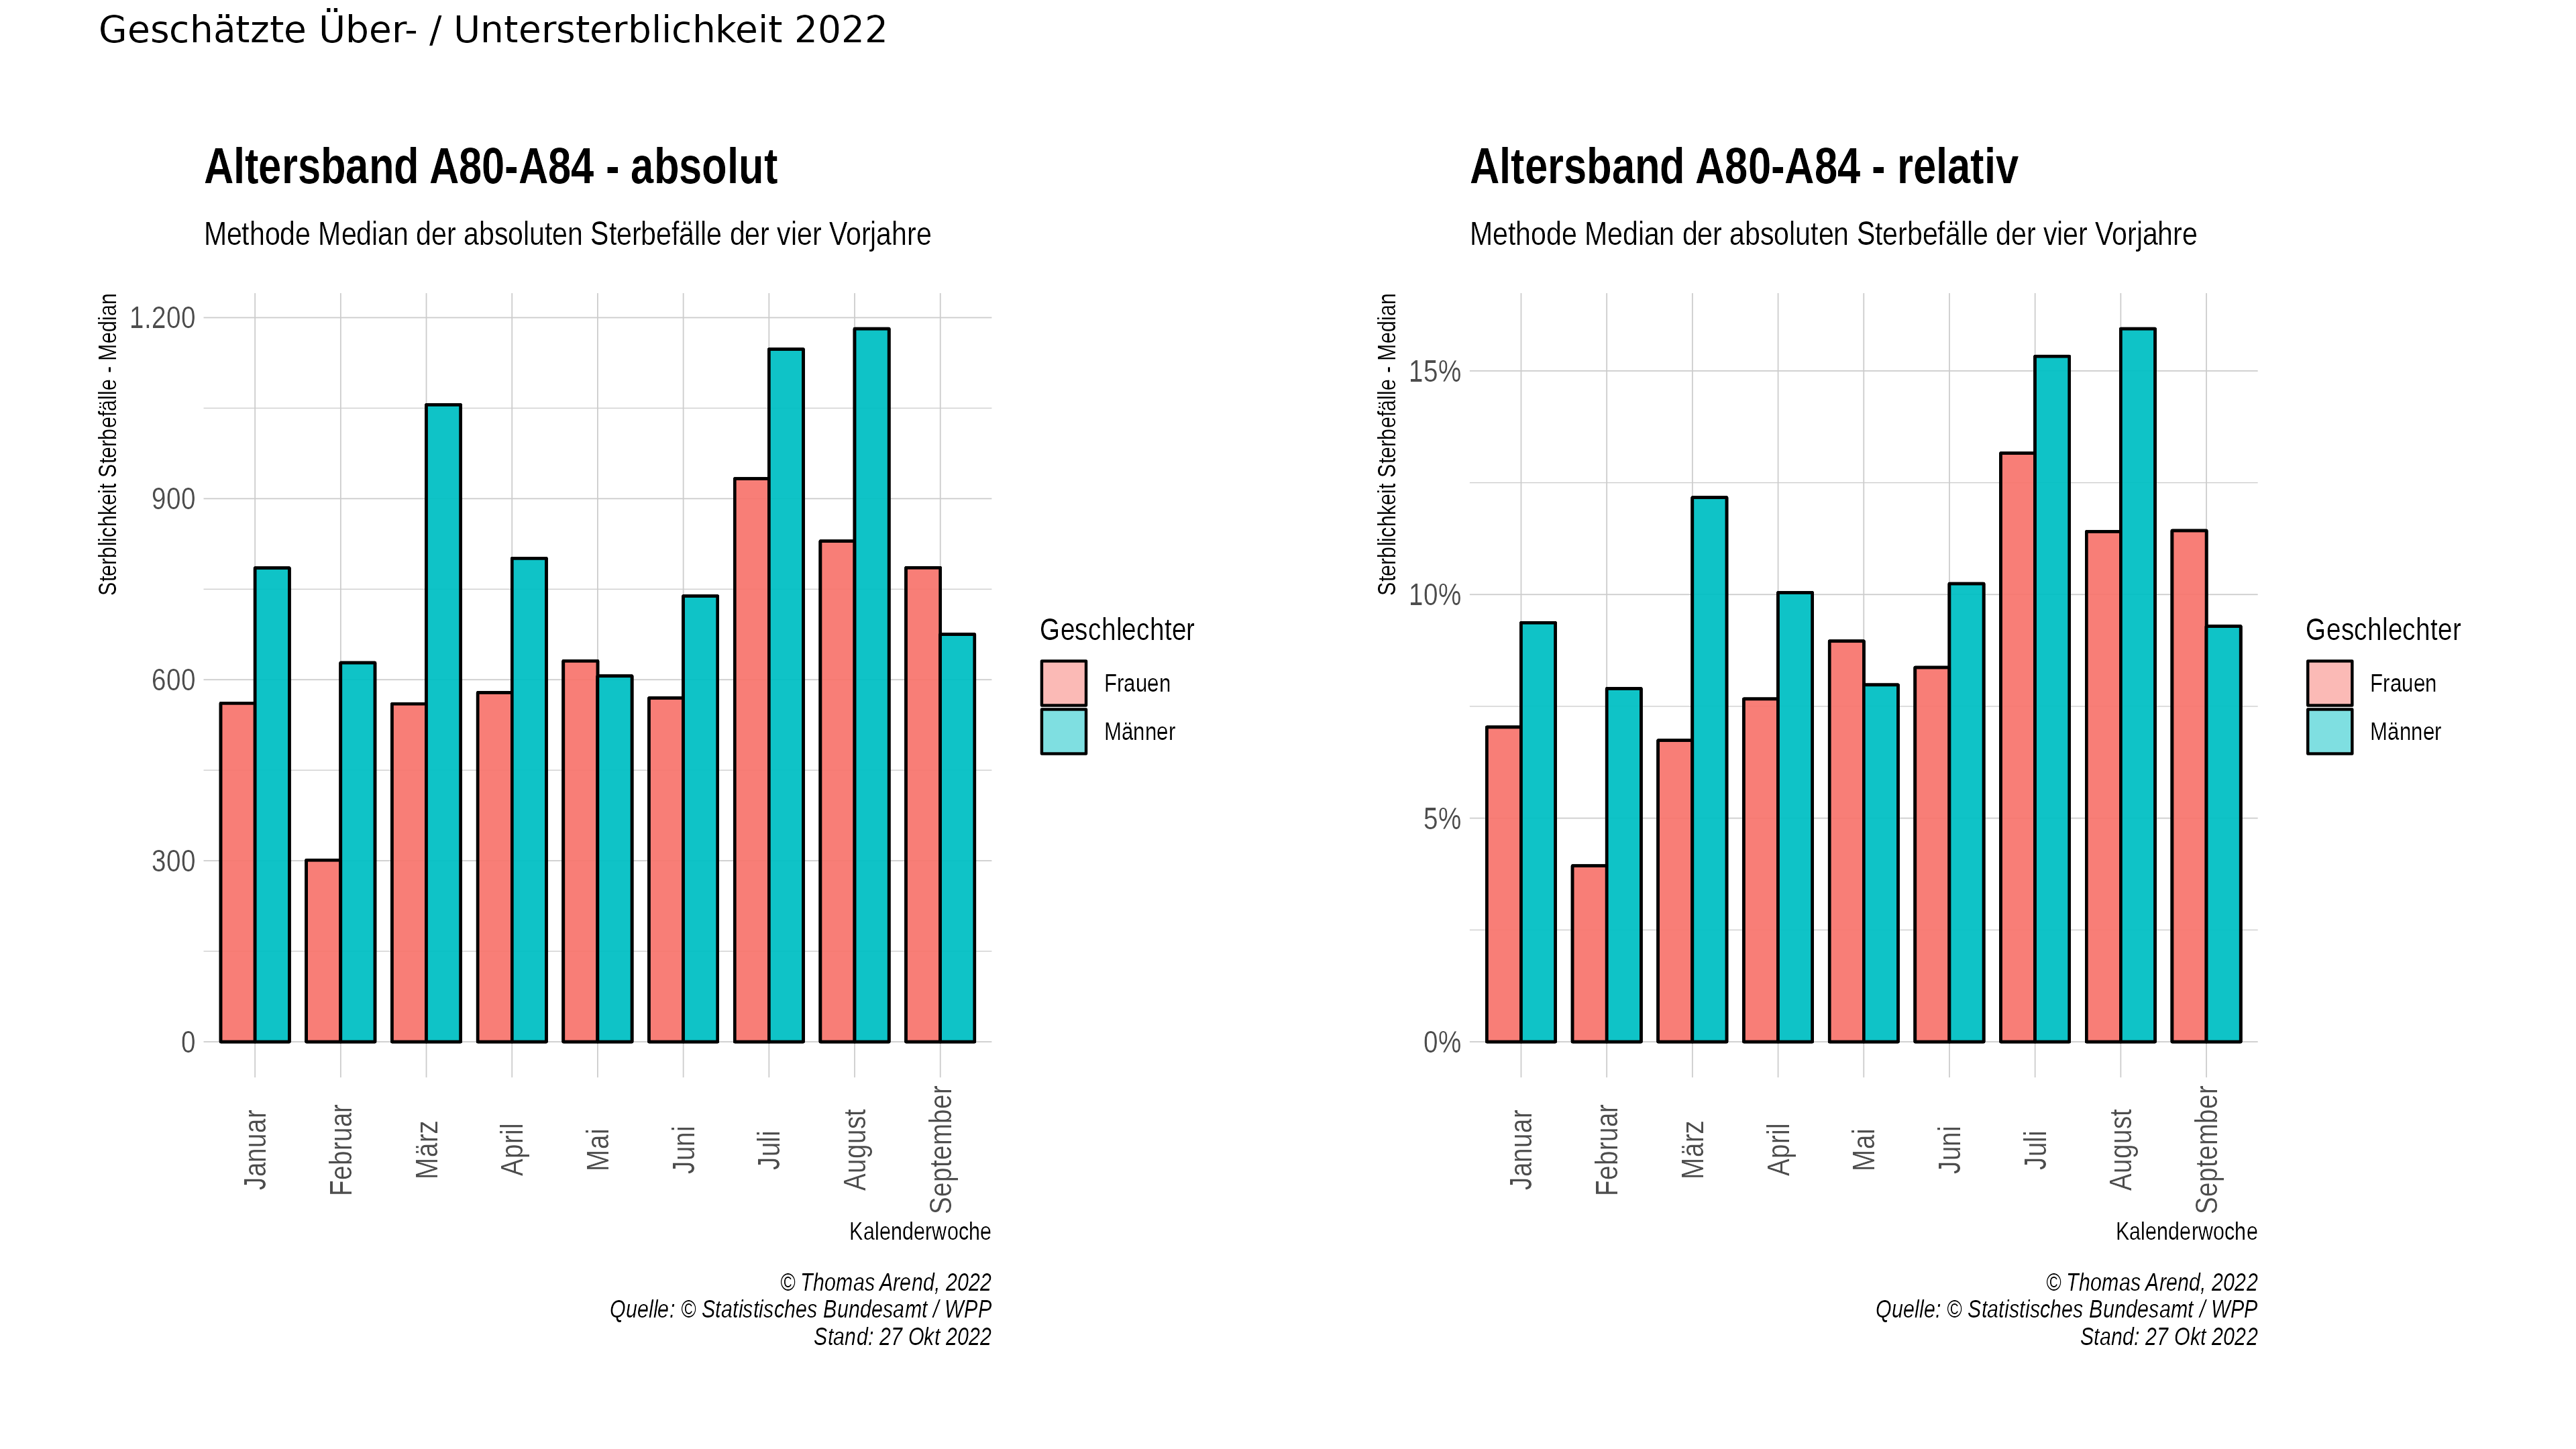 Geschätzte Über- / Untersterblichkeit 2022
Altersband A80-A84 - absolut
Methode Median der absoluten Sterbefälle der vier Vorjahre
Sterblichkeit Sterbefälle - Median
1.200
900
600
300
0
Januar
Februar
März
April
Mai
Juni
Juli
August
September
Kalenderwoche
Geschlechter
Frauen
Männer
© Thomas Arend, 2022
Quelle: © Statistisches Bundesamt / WPP
Stand: 27 Okt 2022
Altersband A80-A84 - relativ
Methode Median der absoluten Sterbefälle der vier Vorjahre
Sterblichkeit Sterbefälle - Median
15%
10%
5%
0%
Januar
Februar
März
April
Mai
Juni
Juli
August
September
Kalenderwoche
Geschlechter
Frauen
Männer
© Thomas Arend, 2022
Quelle: © Statistisches Bundesamt / WPP
Stand: 27 Okt 2022